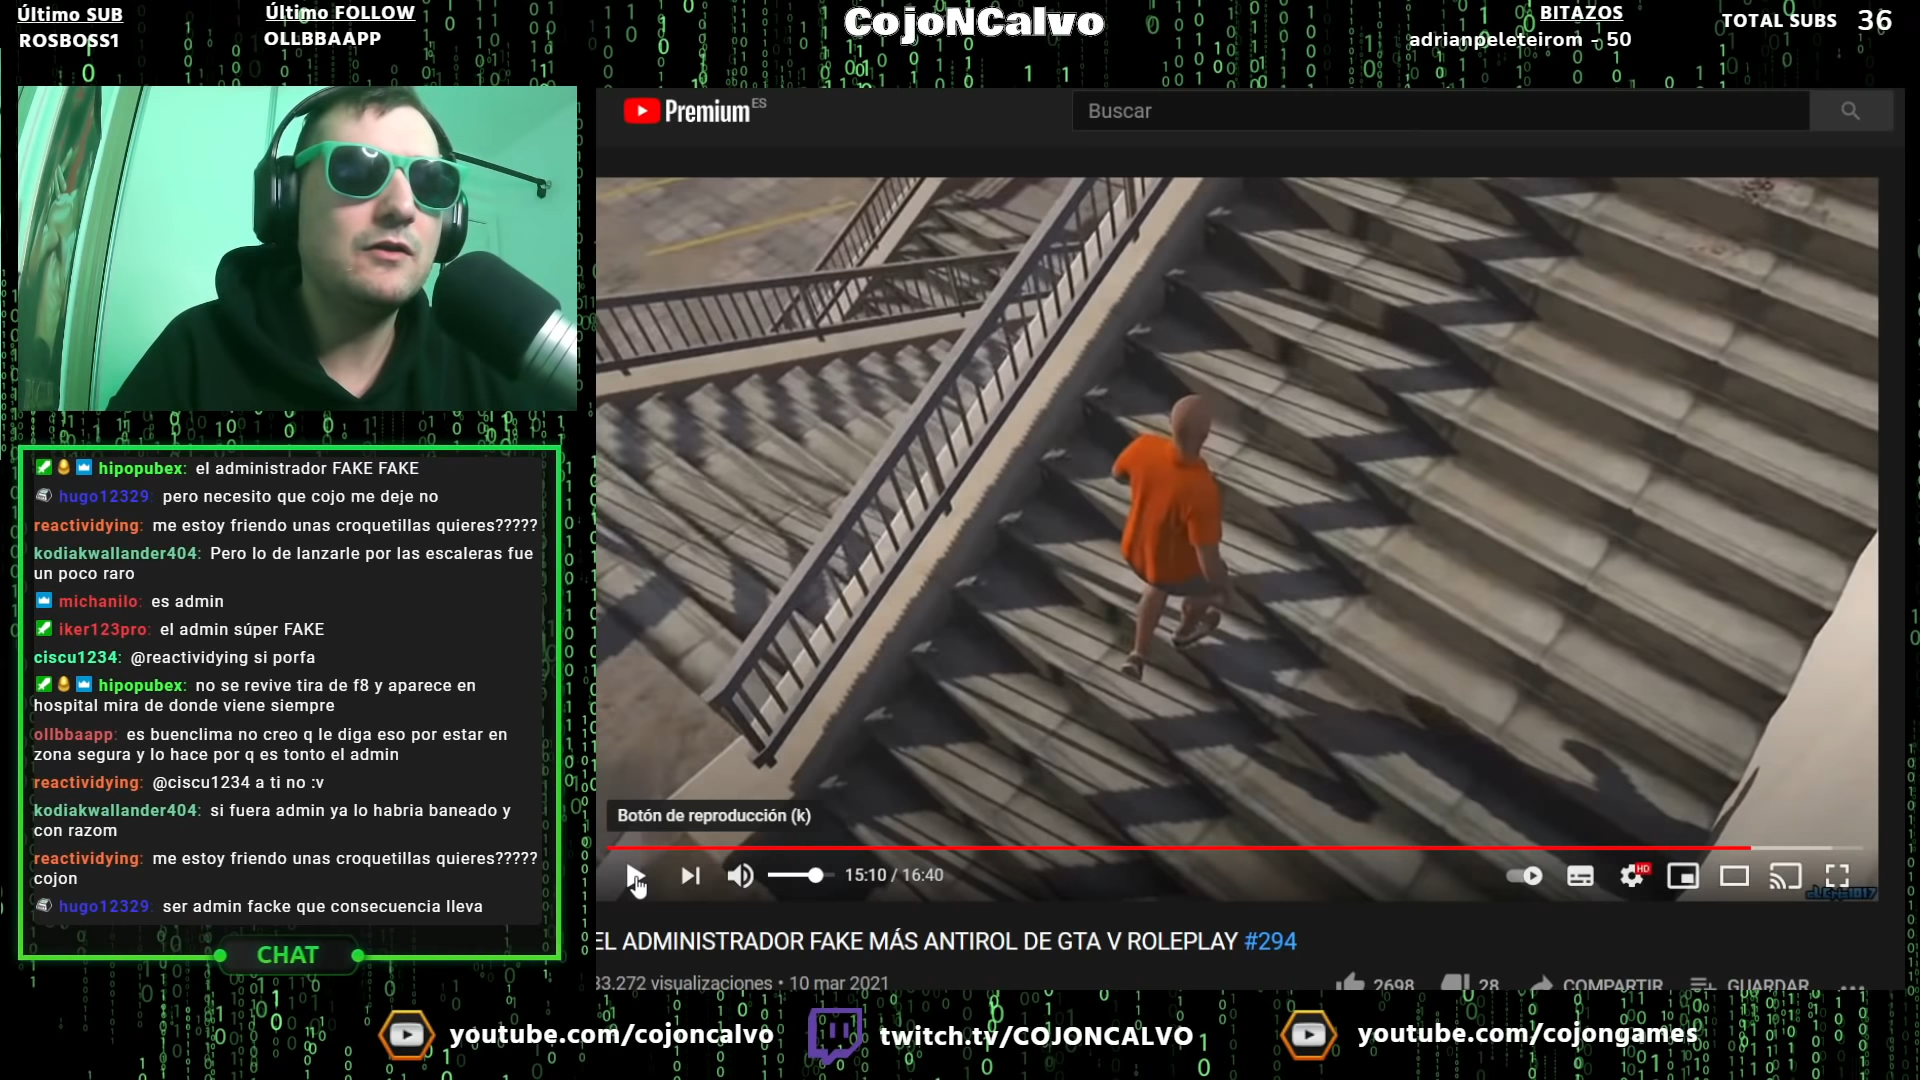 Último SUB
ROSBOSS1
Último FOLLOW
OLLBBAAPP
CojoNCalvo
BITAZOS
adrianpeleteirom - 50
TOTAL SUBS 36
Premium ES
Buscar
hipopubex: el administrador FAKE FAKE
hugo12329: pero necesito que cojo me deje no
reactividying: me estoy friendo unas croquetillas quieres?????
kodiakwallander404: Pero lo de lanzarle por las escaleras fue
un poco raro
michanilo: es admin
iker123pro: el admin súper FAKE
ciscu1234: @reactividying si porfa
hipopubex: no se revive tira de f8 y aparece en
hospital mira de donde viene siempre
ollbbaapp: es buenclima no creo q le diga eso por estar en
zona segura y lo hace por q es tonto el admin
reactividying: @ciscu1234 a ti no :v
kodiakwallander404: si fuera admin ya lo habria baneado y
con razom
reactividying: me estoy friendo unas croquetillas quieres?????
cojon
hugo12329: ser admin facke que consecuencia lleva
CHAT
Botón de reproducción (k)
15:10 / 16:40
HD
EL ADMINISTRADOR FAKE MÁS ANTIROL DE GTA V ROLEPLAY #294
33.272 visualizaciones • 10 mar 2021
2698
28
COMPARTIR
GUARDAR
youtube.com/cojoncalvo
twitch.tv/COJONCALVO
youtube.com/cojongames